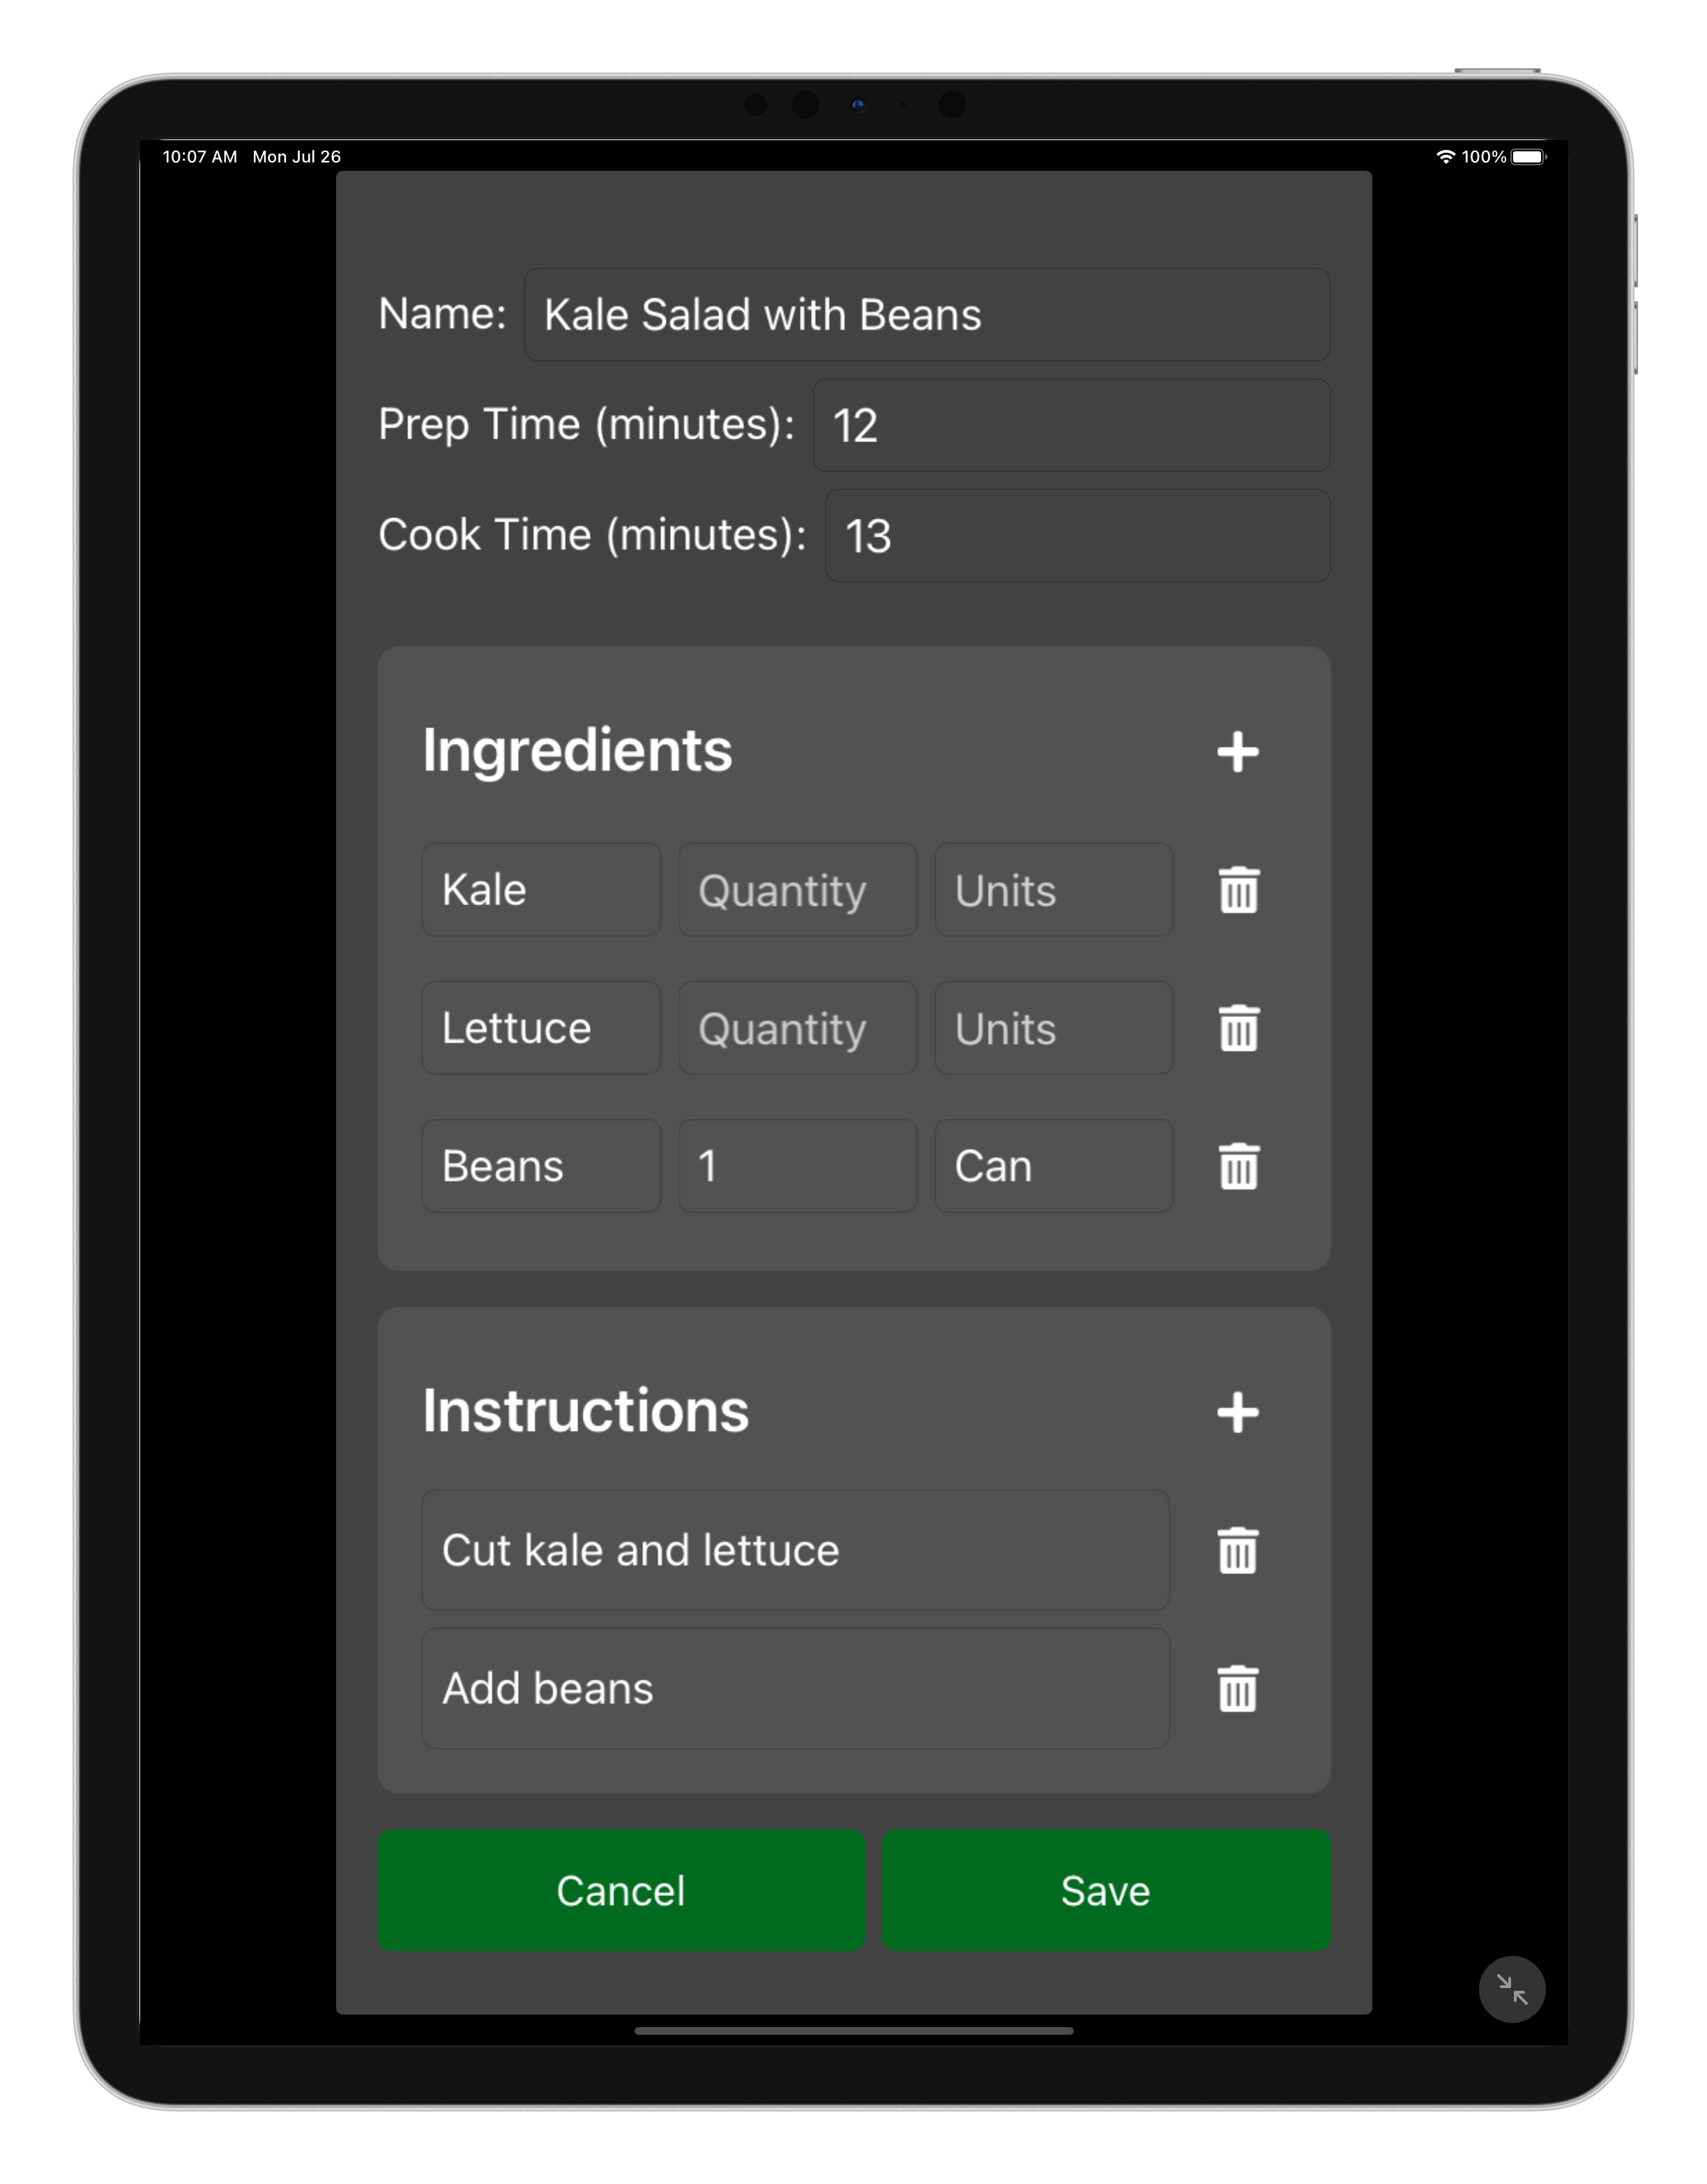 10:07 AM Mon Jul 26 100%
Name: Kale Salad with Beans
Prep Time (minutes): 12
Cook Time (minutes): 13
Ingredients
Kale Quantity Units
Lettuce Quantity Units
Beans 1 Can
Instructions
Cut kale and lettuce
Add beans
Cancel Save